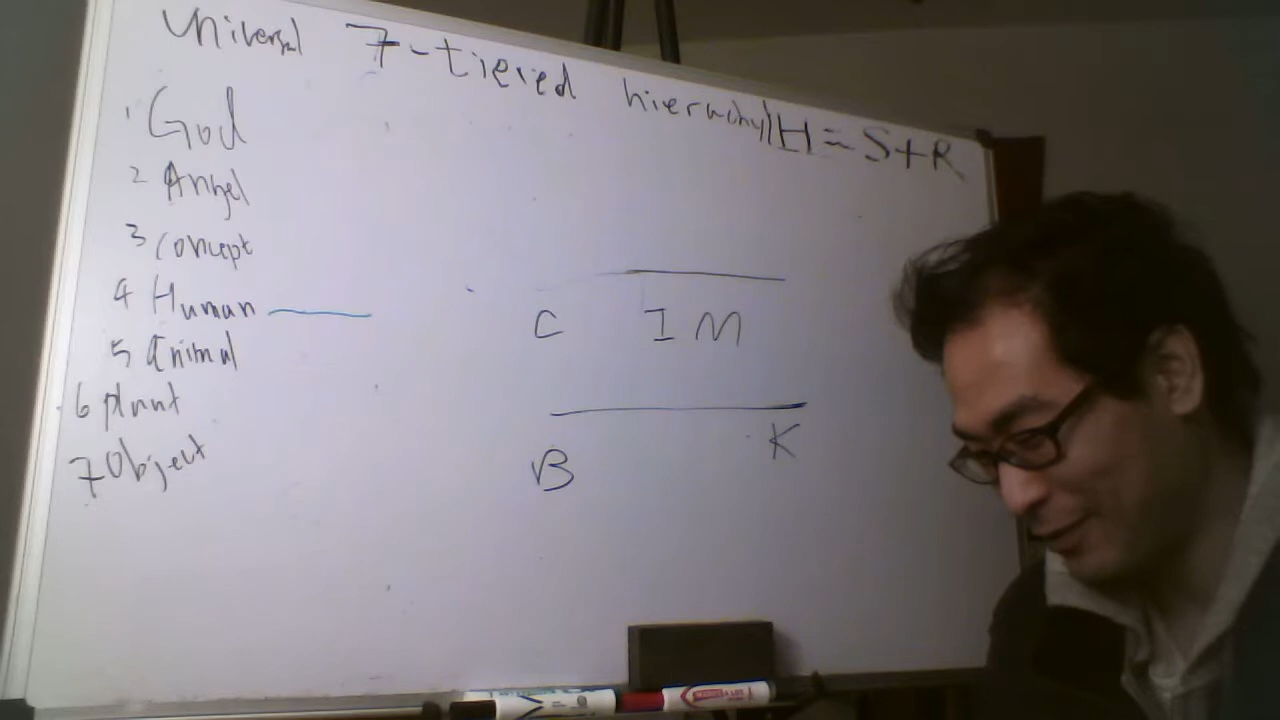 Universal 7-tiered hierarchy H = S+R
1 God
2 Angel
3 concept
4 Human
5 Animal
6 plant
7 Object
C I M
B K